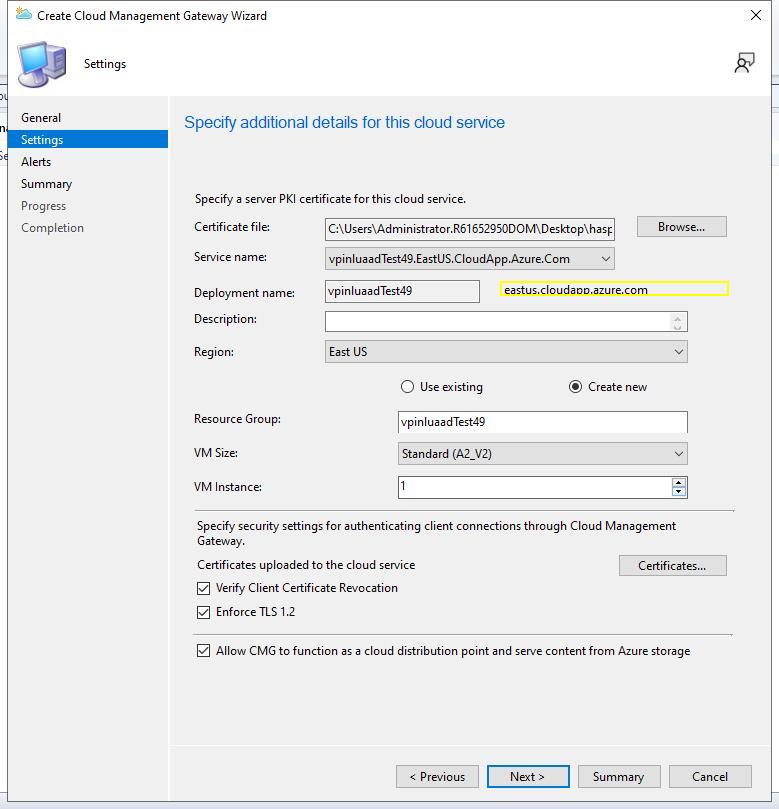 Create Cloud Management Gateway Wizard
Settings
General
Settings
Alerts
Summary
Progress
Completion
Specify additional details for this cloud service
Specify a server PKI certificate for this cloud service.
Certificate file: C:\Users\Administrator.R61652950DOM\Desktop\hasp Browse...
Service name: vpinluaadTest49.EastUS.CloudApp.Azure.Com
Deployment name: vpinluaadTest49 eastus.cloudapp.azure.com
Description:
Region: East US
Use existing Create new
Resource Group: vpinluaadTest49
VM Size: Standard (A2_V2)
VM Instance: 1
Specify security settings for authenticating client connections through Cloud Management
Gateway.
Certificates uploaded to the cloud service Certificates...
Verify Client Certificate Revocation
Enforce TLS 1.2
Allow CMG to function as a cloud distribution point and serve content from Azure storage
< Previous Next > Summary Cancel